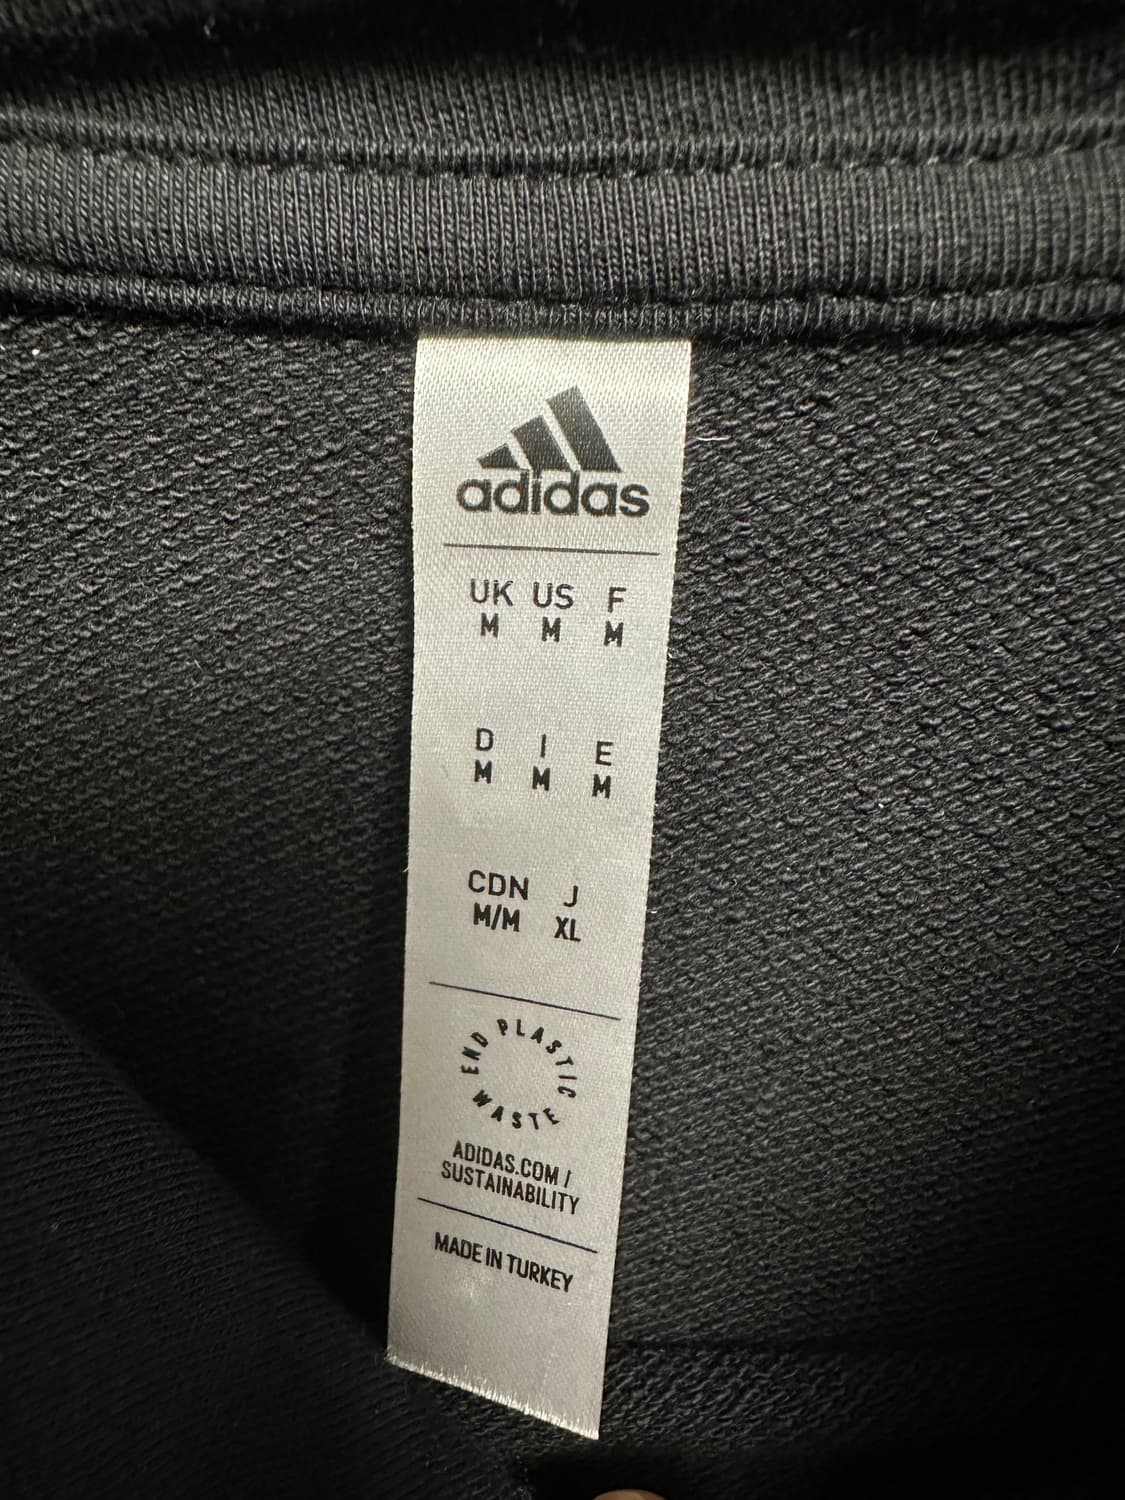 adidas
UK US F
M M M
D I E
M M M
CDN J
M/M XL
END PLASTIC WASTE
ADIDAS.COM /
SUSTAINABILITY
MADE IN TURKEY